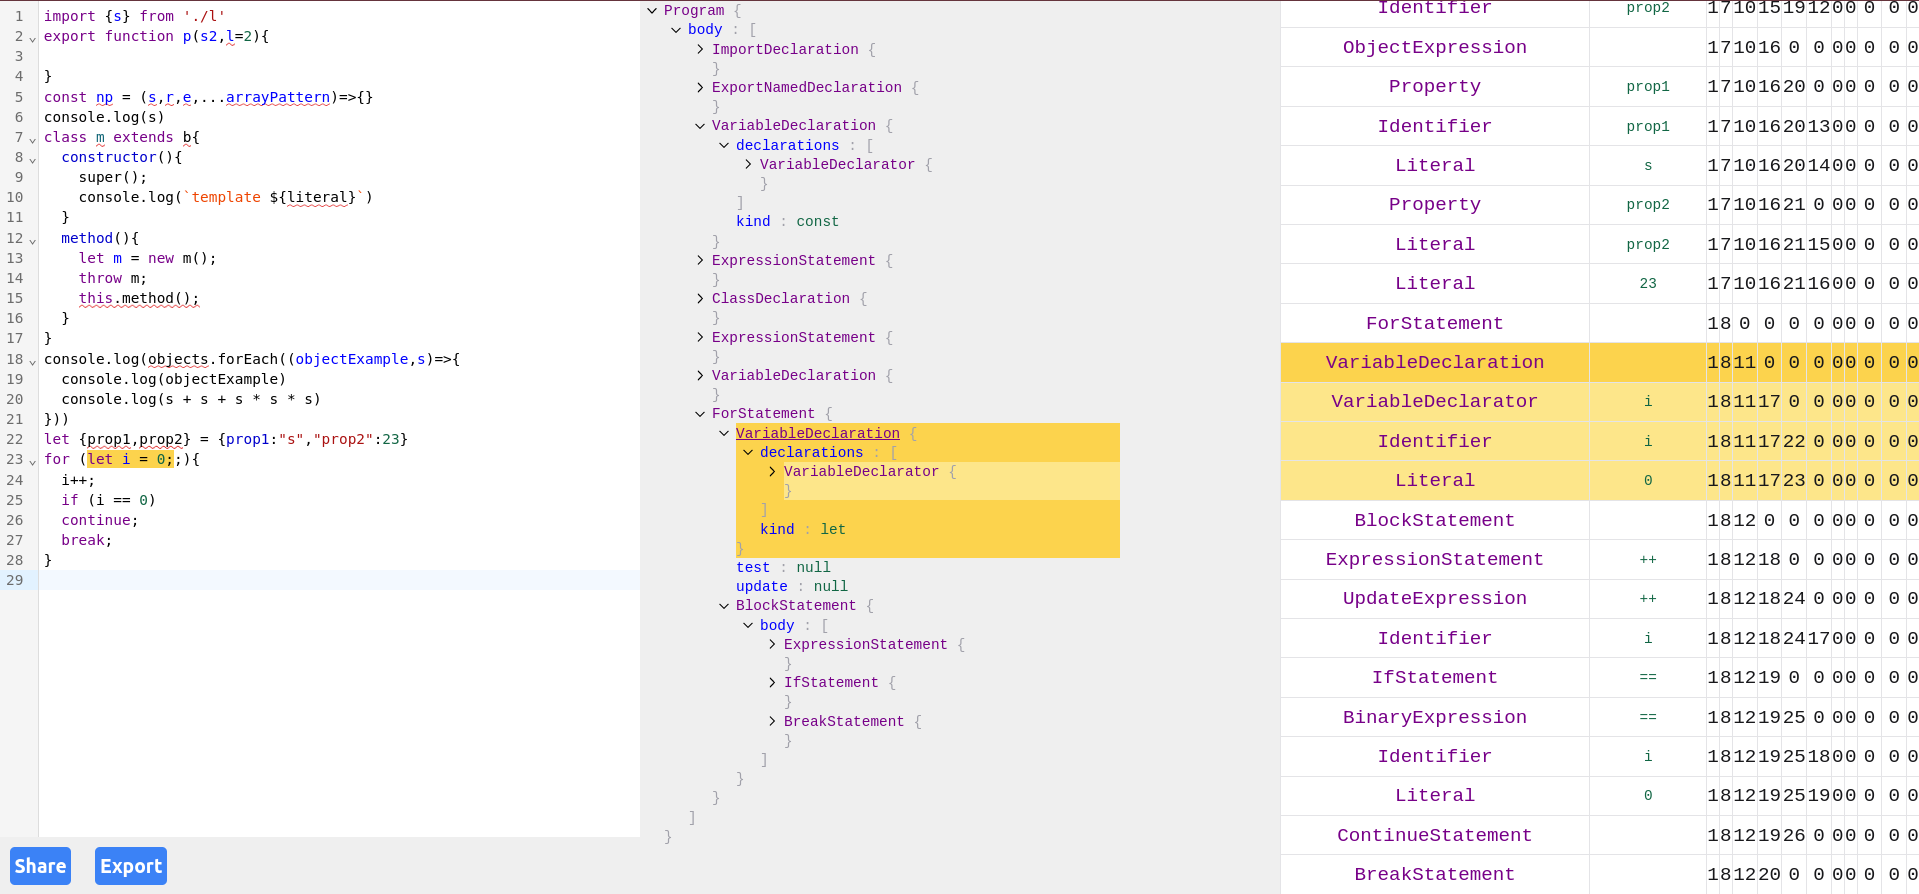 1 import {s} from './l'
2 export function p(s2,l=2){
3
4 }
5 const np = (s,r,e,...arrayPattern)=>{}
6 console.log(s)
7 class m extends b{
8 constructor(){
9 super();
10 console.log(`template ${literal}`)
11 }
12 method(){
13 let m = new m();
14 throw m;
15 this.method();
16 }
17 }
18 console.log(objects.forEach((objectExample,s)=>{
19 console.log(objectExample)
20 console.log(s + s + s * s * s)
21 }))
22 let {prop1,prop2} = {prop1:"s","prop2":23}
23 for (let i = 0;;){
24 i++;
25 if (i == 0)
26 continue;
27 break;
28 }
29
Share Export
Program {
body : [
ImportDeclaration {
}
ExportNamedDeclaration {
}
VariableDeclaration {
declarations : [
VariableDeclarator {
}
]
kind : const
}
ExpressionStatement {
}
ClassDeclaration {
}
ExpressionStatement {
}
VariableDeclaration {
}
ForStatement {
VariableDeclaration {
declarations : [
VariableDeclarator {
}
]
kind : let
}
test : null
update : null
BlockStatement {
body : [
ExpressionStatement {
}
IfStatement {
}
BreakStatement {
}
]
}
}
]
}
Identifier prop2 17 10 15 19 12 0 0 0 0 0
ObjectExpression 17 10 16 0 0 0 0 0 0 0
Property prop1 17 10 16 20 0 0 0 0 0 0
Identifier prop1 17 10 16 20 13 0 0 0 0 0
Literal s 17 10 16 20 14 0 0 0 0 0
Property prop2 17 10 16 21 0 0 0 0 0 0
Literal prop2 17 10 16 21 15 0 0 0 0 0
Literal 23 17 10 16 21 16 0 0 0 0 0
ForStatement 18 0 0 0 0 0 0 0 0 0
VariableDeclaration 18 11 0 0 0 0 0 0 0 0
VariableDeclarator i 18 11 17 0 0 0 0 0 0 0
Identifier i 18 11 17 22 0 0 0 0 0 0
Literal 0 18 11 17 23 0 0 0 0 0 0
BlockStatement 18 12 0 0 0 0 0 0 0 0
ExpressionStatement ++ 18 12 18 0 0 0 0 0 0 0
UpdateExpression ++ 18 12 18 24 0 0 0 0 0 0
Identifier i 18 12 18 24 17 0 0 0 0 0
IfStatement == 18 12 19 0 0 0 0 0 0 0
BinaryExpression == 18 12 19 25 0 0 0 0 0 0
Identifier i 18 12 19 25 18 0 0 0 0 0
Literal 0 18 12 19 25 19 0 0 0 0 0
ContinueStatement 18 12 19 26 0 0 0 0 0 0
BreakStatement 18 12 20 0 0 0 0 0 0 0